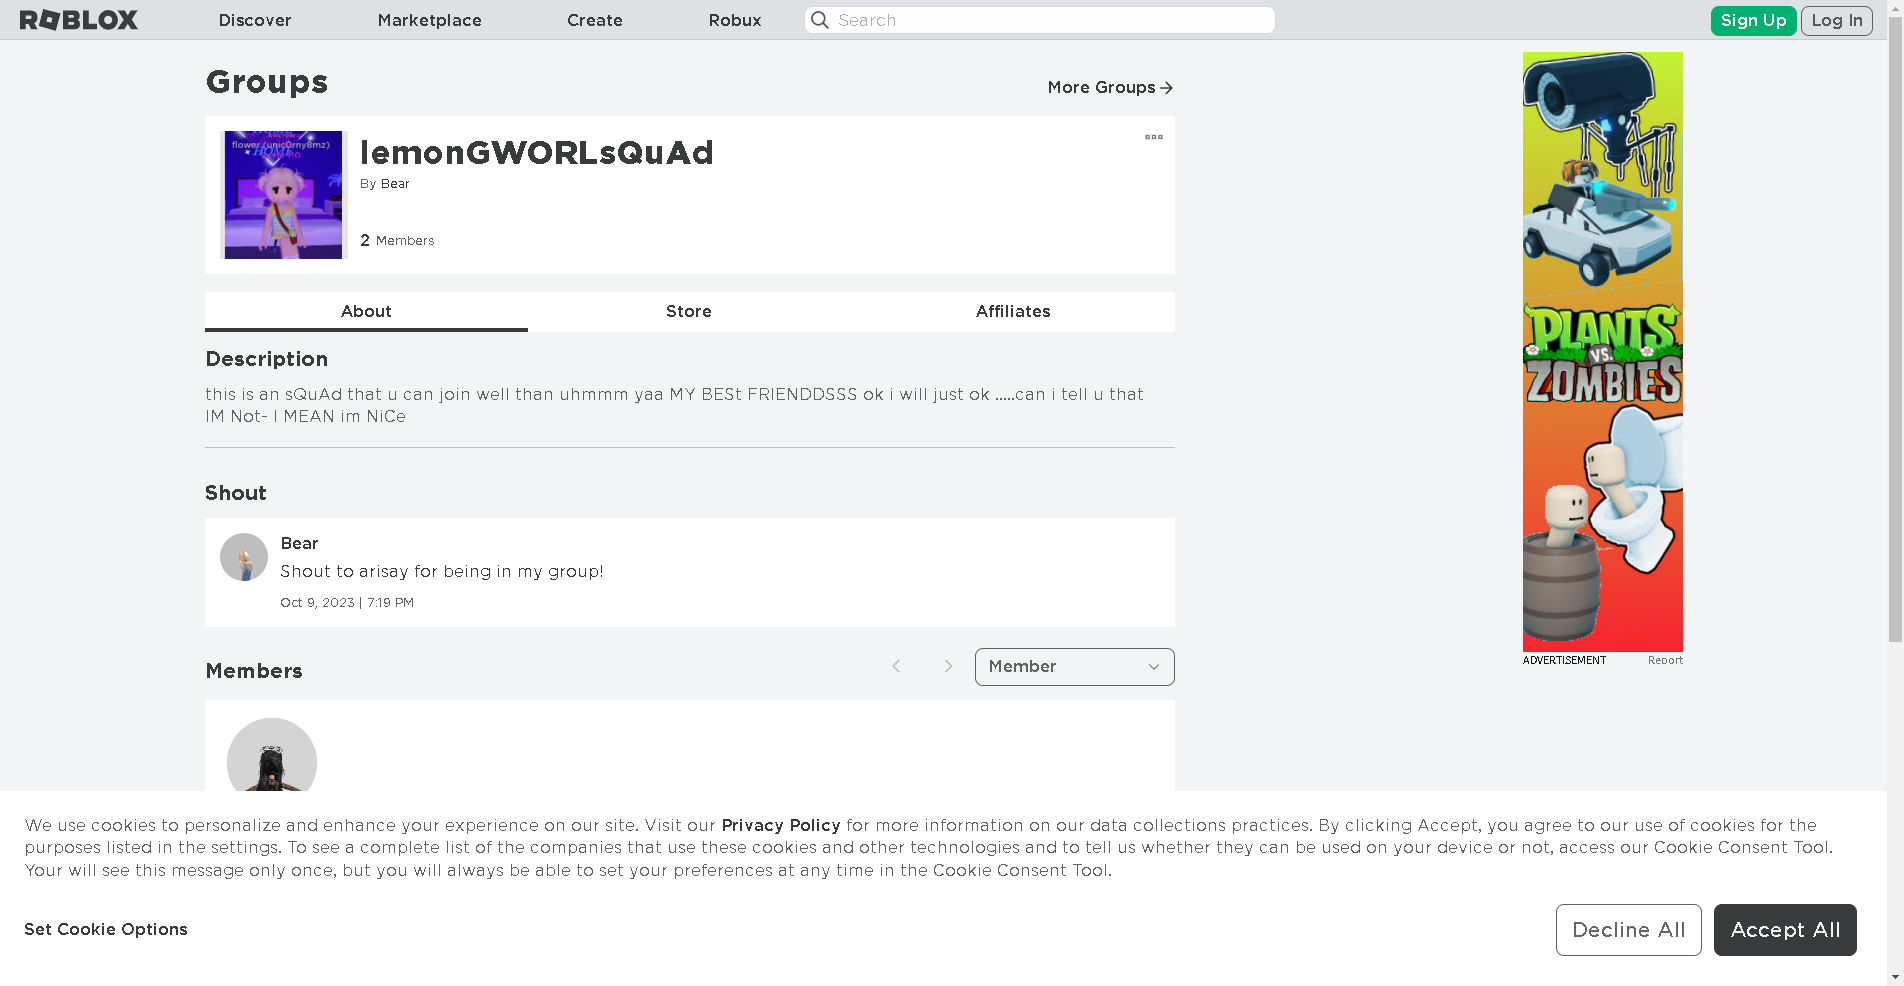 ROBLOX
Discover
Marketplace
Create
Robux
Search
Sign Up
Log In
Groups
More Groups
flower (unic0rny8mz)
lemonGWORLsQuAd
By Bear
2 Members
About
Store
Affiliates
Description
this is an sQuAd that u can join well than uhmmm yaa MY BESt FRIENDDSSS ok i will just ok .....can i tell u that
IM Not- I MEAN im NiCe
Shout
Bear
Shout to arisay for being in my group!
Oct 9, 2023 | 7:19 PM
Members
Member
PLANTS
VS.
ZOMBIES
ADVERTISEMENT
Report
We use cookies to personalize and enhance your experience on our site. Visit our Privacy Policy for more information on our data collections practices. By clicking Accept, you agree to our use of cookies for the
purposes listed in the settings. To see a complete list of the companies that use these cookies and other technologies and to tell us whether they can be used on your device or not, access our Cookie Consent Tool.
Your will see this message only once, but you will always be able to set your preferences at any time in the Cookie Consent Tool.
Set Cookie Options
Decline All
Accept All